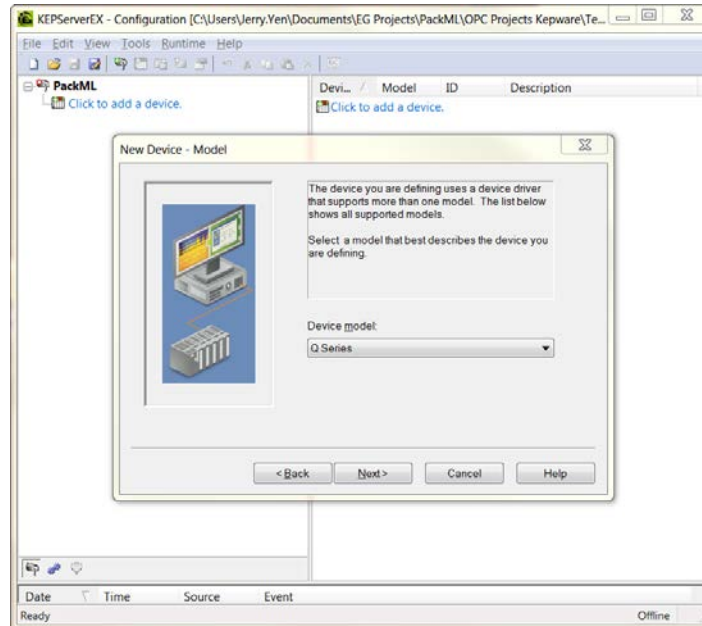 KEPServerEX - Configuration [C:\Users\Jerry.Yen\Documents\EG Projects\PackML\OPC Projects Kepware\Te...
File Edit View Tools Runtime Help
PackML
Click to add a device.
Devi... Model ID Description
Click to add a device.
New Device - Model
The device you are defining uses a device driver
that supports more than one model. The list below
shows all supported models.
Select a model that best describes the device you
are defining.
Device model:
Q Series
< Back Next > Cancel Help
Date Time Source Event
Ready Offline